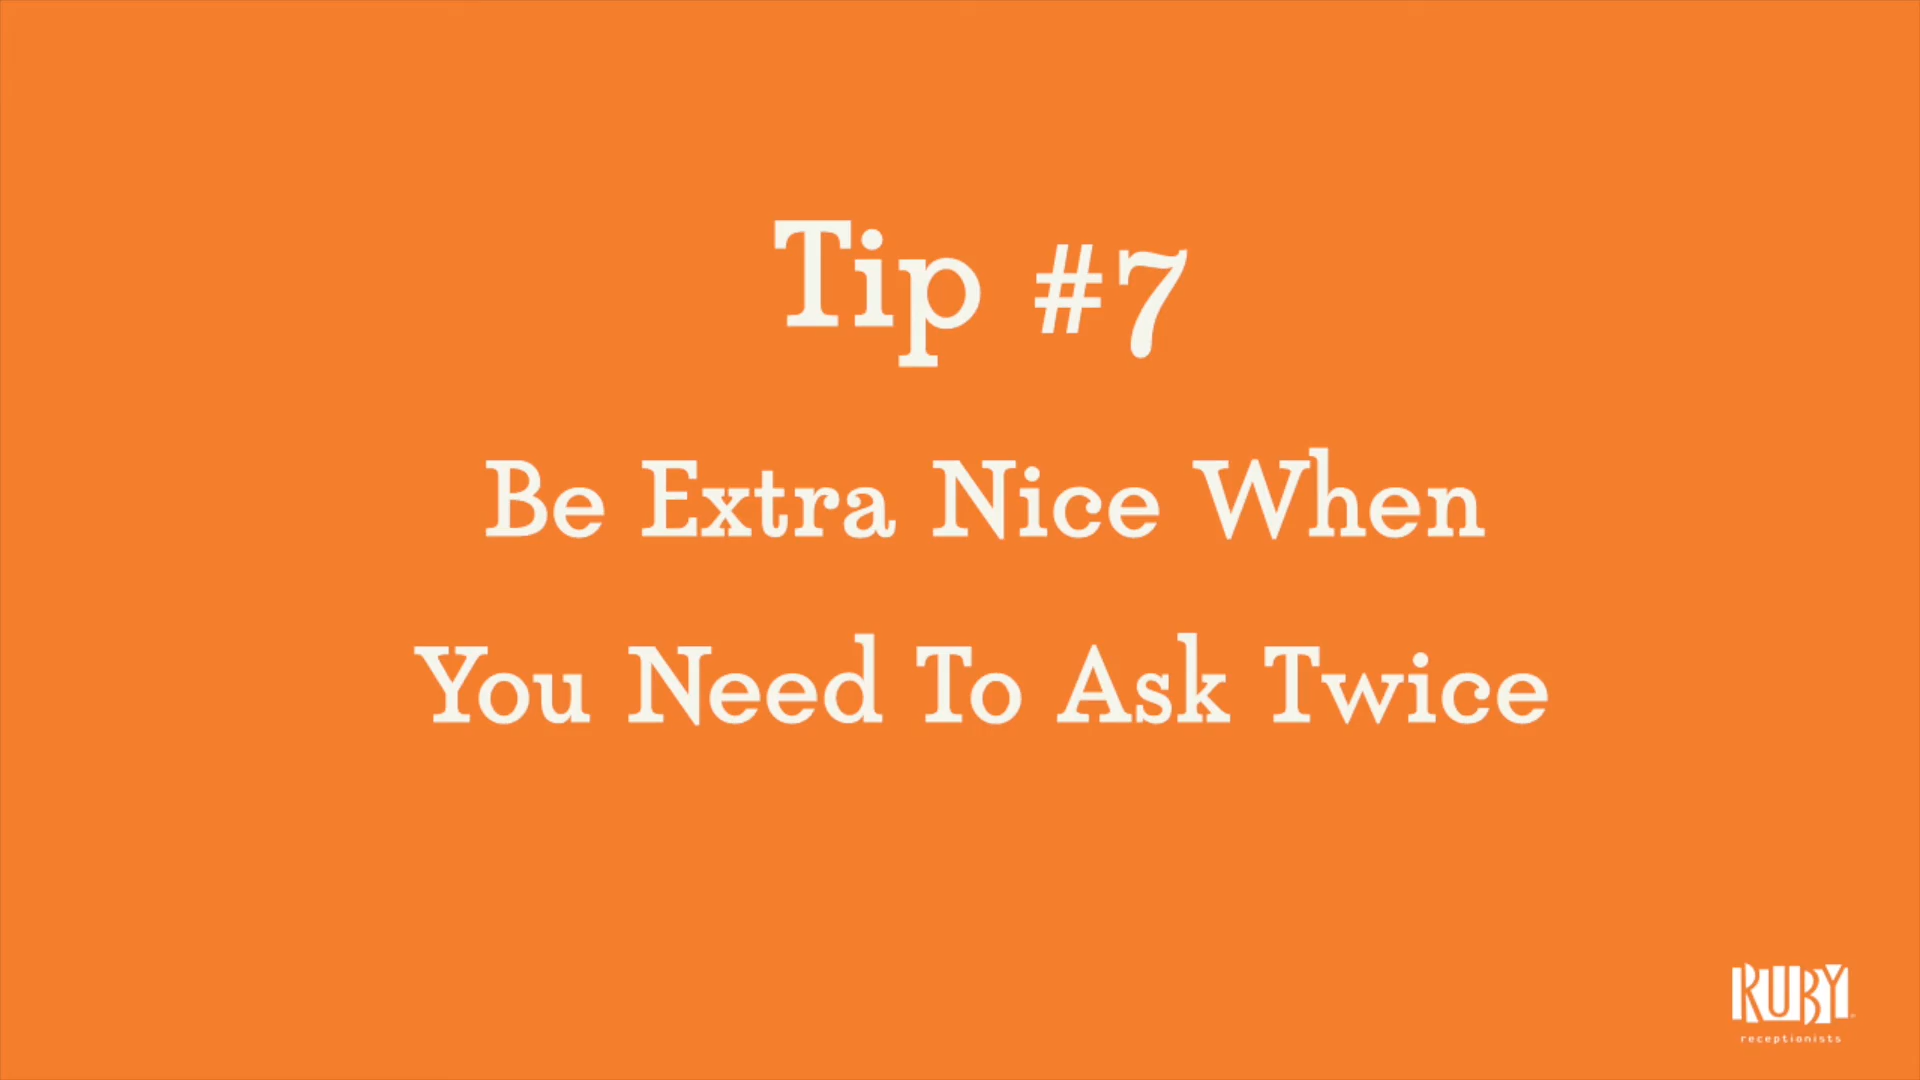 Tip #7
Be Extra Nice When
You Need To Ask Twice
RUBY
receptionists